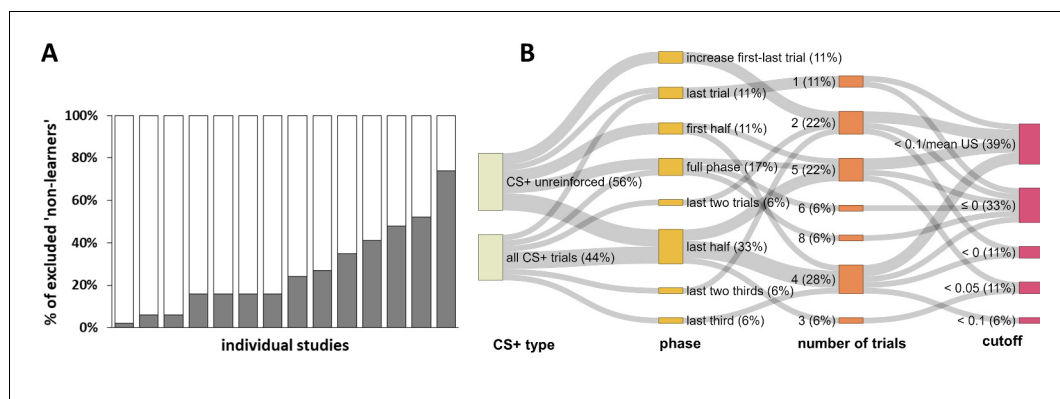 A
B
% of excluded 'non-learners'
100%
80%
60%
40%
20%
0%
individual studies
CS+ unreinforced (56%)
all CS+ trials (44%)
CS+ type
increase first-last trial (11%)
last trial (11%)
first half (11%)
full phase (17%)
last two trials (6%)
last half (33%)
last two thirds (6%)
last third (6%)
phase
1 (11%)
2 (22%)
5 (22%)
6 (6%)
8 (6%)
4 (28%)
3 (6%)
number of trials
< 0.1/mean US (39%)
≤ 0 (33%)
< 0 (11%)
< 0.05 (11%)
< 0.1 (6%)
cutoff